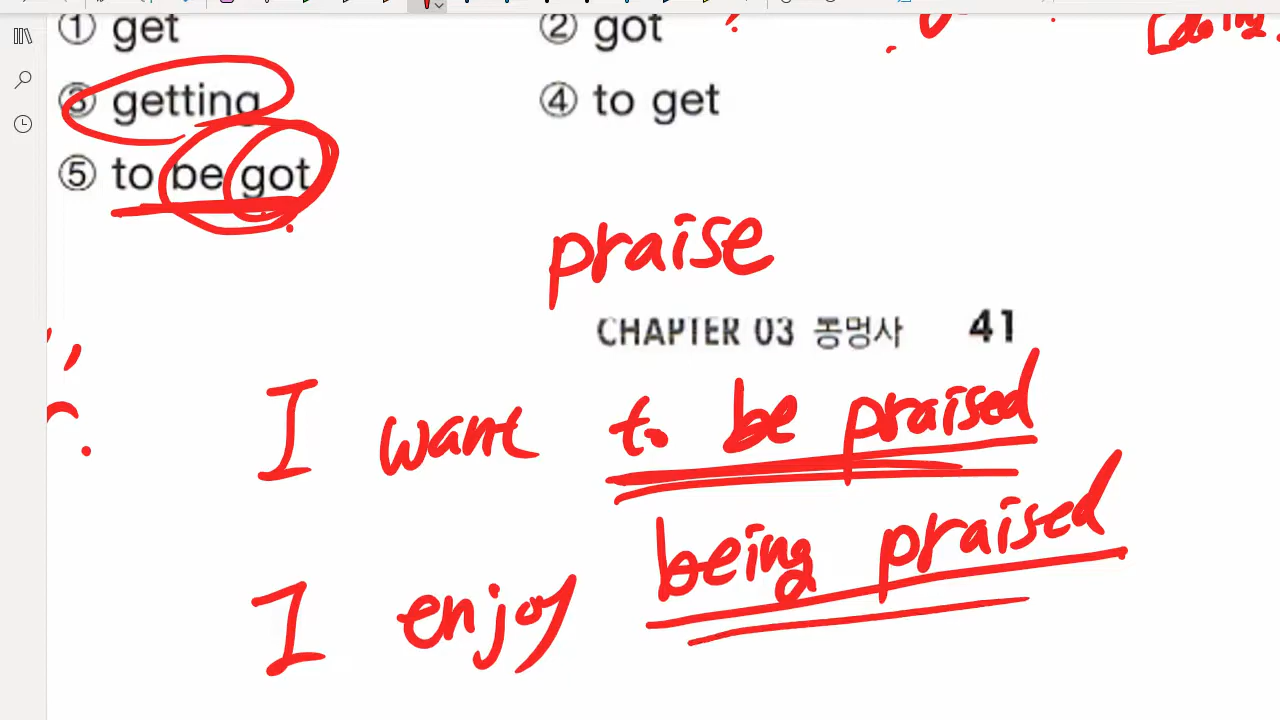 ① get ② got
③ getting ④ to get
⑤ to be got
praise
CHAPTER 03 동명사 41
I want to be praised
I enjoy being praised